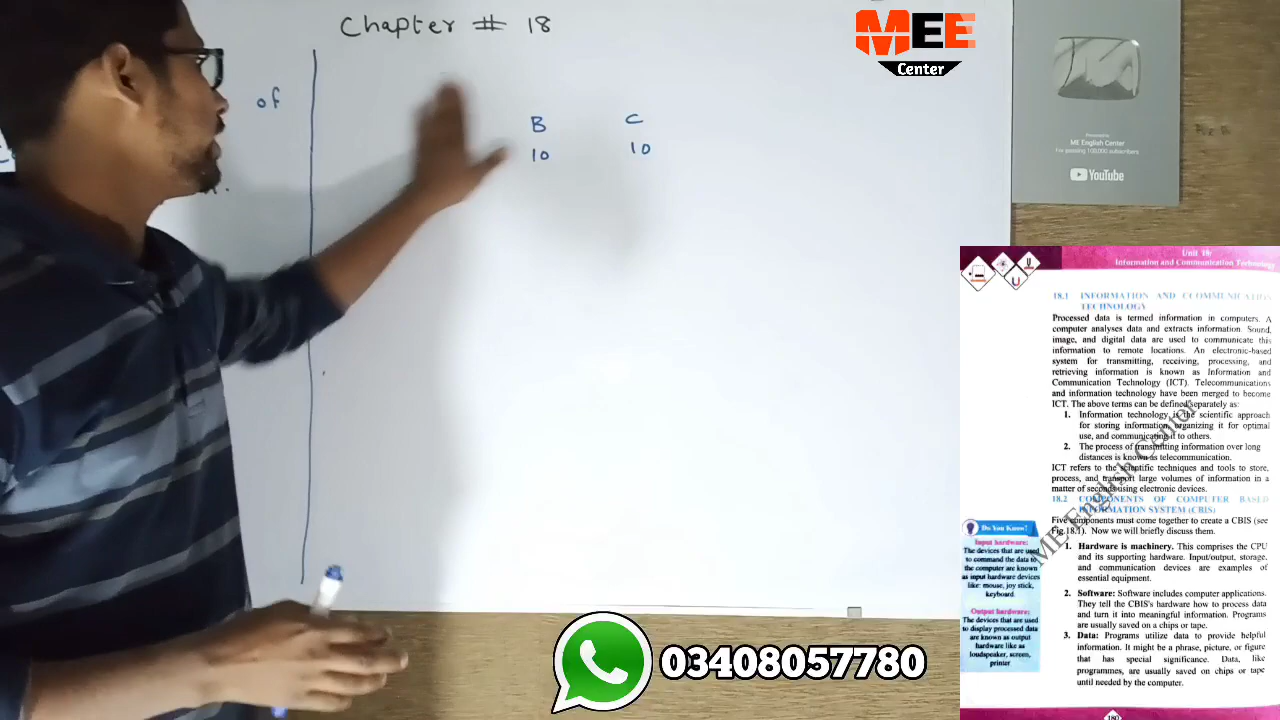 Chapter # 18
of
B C
10 10
MEE
Center
Presented to
ME English Center
For passing 100,000 subscribers
YouTube
Unit 18:
Information and Communication Technology
18.1 INFORMATION AND CCOMMUNICATION
TECHNOLOGY
Processed data is termed information in computers. A
computer analyses data and extracts information. Sound,
image, and digital data are used to communicate this
information to remote locations. An electronic-based
system for transmitting, receiving, processing, and
retrieving information is known as Information and
Communication Technology (ICT). Telecommunications
and information technology have been merged to become
ICT. The above terms can be defined separately as:
1. Information technology is the scientific approach
for storing information, organizing it for optimal
use, and communicating it to others.
2. The process of transmitting information over long
distances is known as telecommunication.
ICT refers to the scientific techniques and tools to store,
process, and transport large volumes of information in a
matter of seconds using electronic devices.
18.2 COMPONENTS OF COMPUTER BASED
INFORMATION SYSTEM (CBIS)
Five components must come together to create a CBIS (see
Fig.18.1). Now we will briefly discuss them.
1. Hardware is machinery. This comprises the CPU
and its supporting hardware. Input/output, storage,
and communication devices are examples of
essential equipment.
2. Software: Software includes computer applications.
They tell the CBIS's hardware how to process data
and turn it into meaningful information. Programs
are usually saved on a chips or tape.
3. Data: Programs utilize data to provide helpful
information. It might be a phrase, picture, or figure
that has special significance. Data, like
programmes, are usually saved on chips or tape
until needed by the computer.
Do You Know?
Input hardware:
The devices that are used
to command the data to
the computer are known
as input hardware devices
like: mouse, joy stick,
keyboard.
Output hardware:
The devices that are used
to display processed data
are known as output
hardware like as
loudspeaker, screen,
printer
ME English Center
180
03408057780